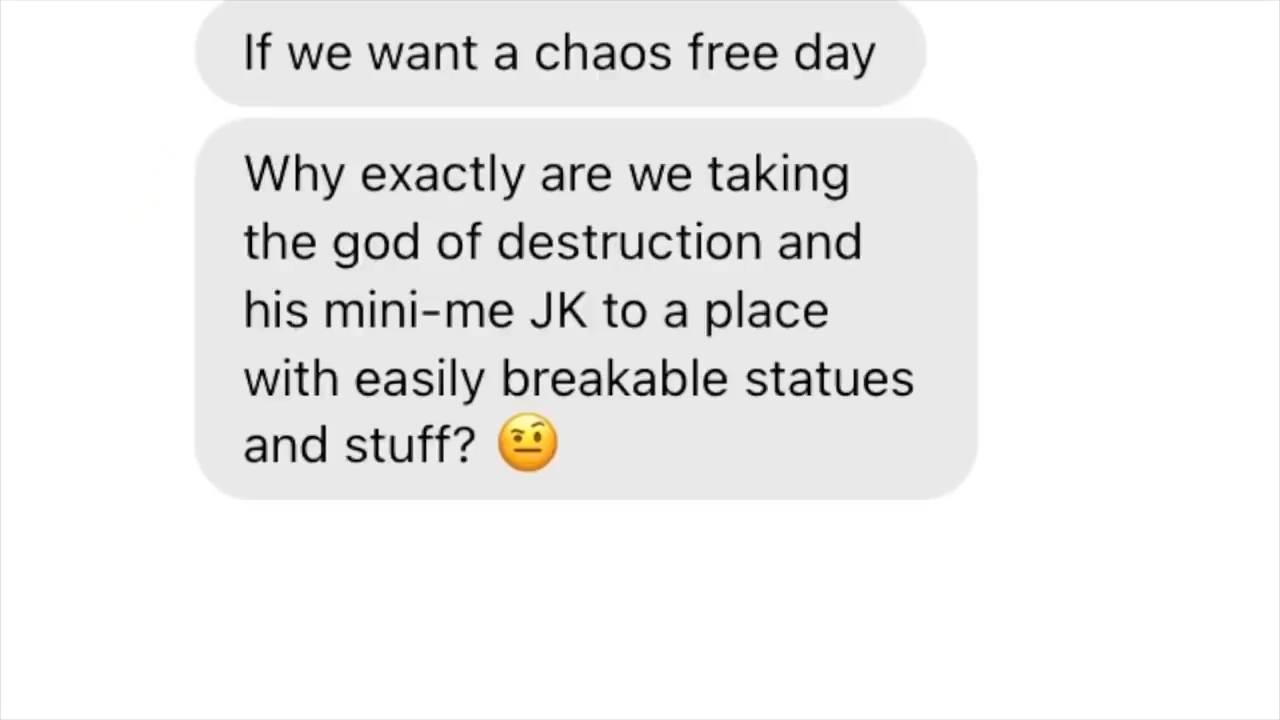 If we want a chaos free day
Why exactly are we taking
the god of destruction and
his mini-me JK to a place
with easily breakable statues
and stuff? 🤨